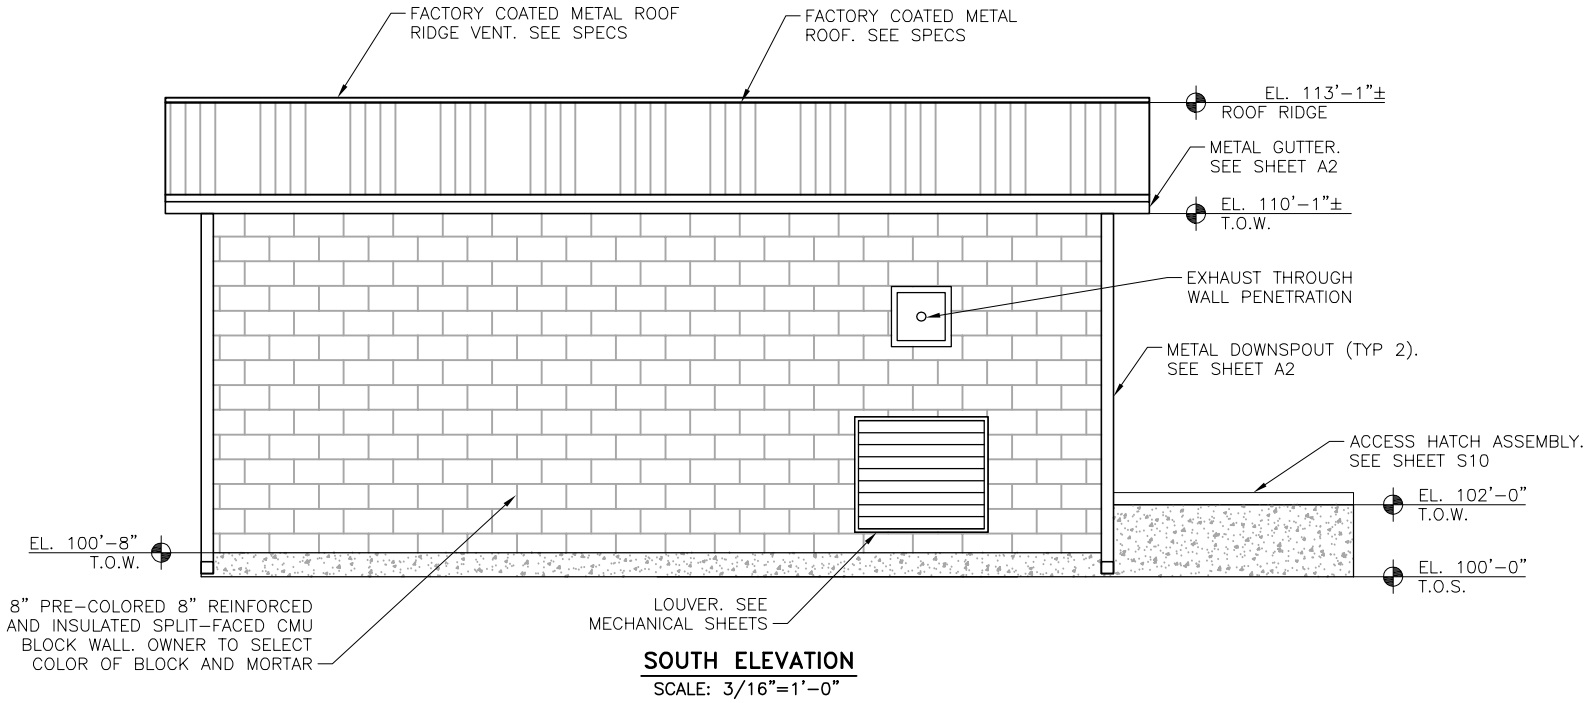 FACTORY COATED METAL ROOF
RIDGE VENT. SEE SPECS
FACTORY COATED METAL
ROOF. SEE SPECS
EL. 113'-1"±
ROOF RIDGE
METAL GUTTER.
SEE SHEET A2
EL. 110'-1"±
T.O.W.
EXHAUST THROUGH
WALL PENETRATION
METAL DOWNSPOUT (TYP 2).
SEE SHEET A2
ACCESS HATCH ASSEMBLY.
SEE SHEET S10
EL. 102'-0"
T.O.W.
EL. 100'-8"
T.O.W.
EL. 100'-0"
T.O.S.
8" PRE-COLORED 8" REINFORCED
AND INSULATED SPLIT-FACED CMU
BLOCK WALL. OWNER TO SELECT
COLOR OF BLOCK AND MORTAR
LOUVER. SEE
MECHANICAL SHEETS
SOUTH ELEVATION
SCALE: 3/16"=1'-0"